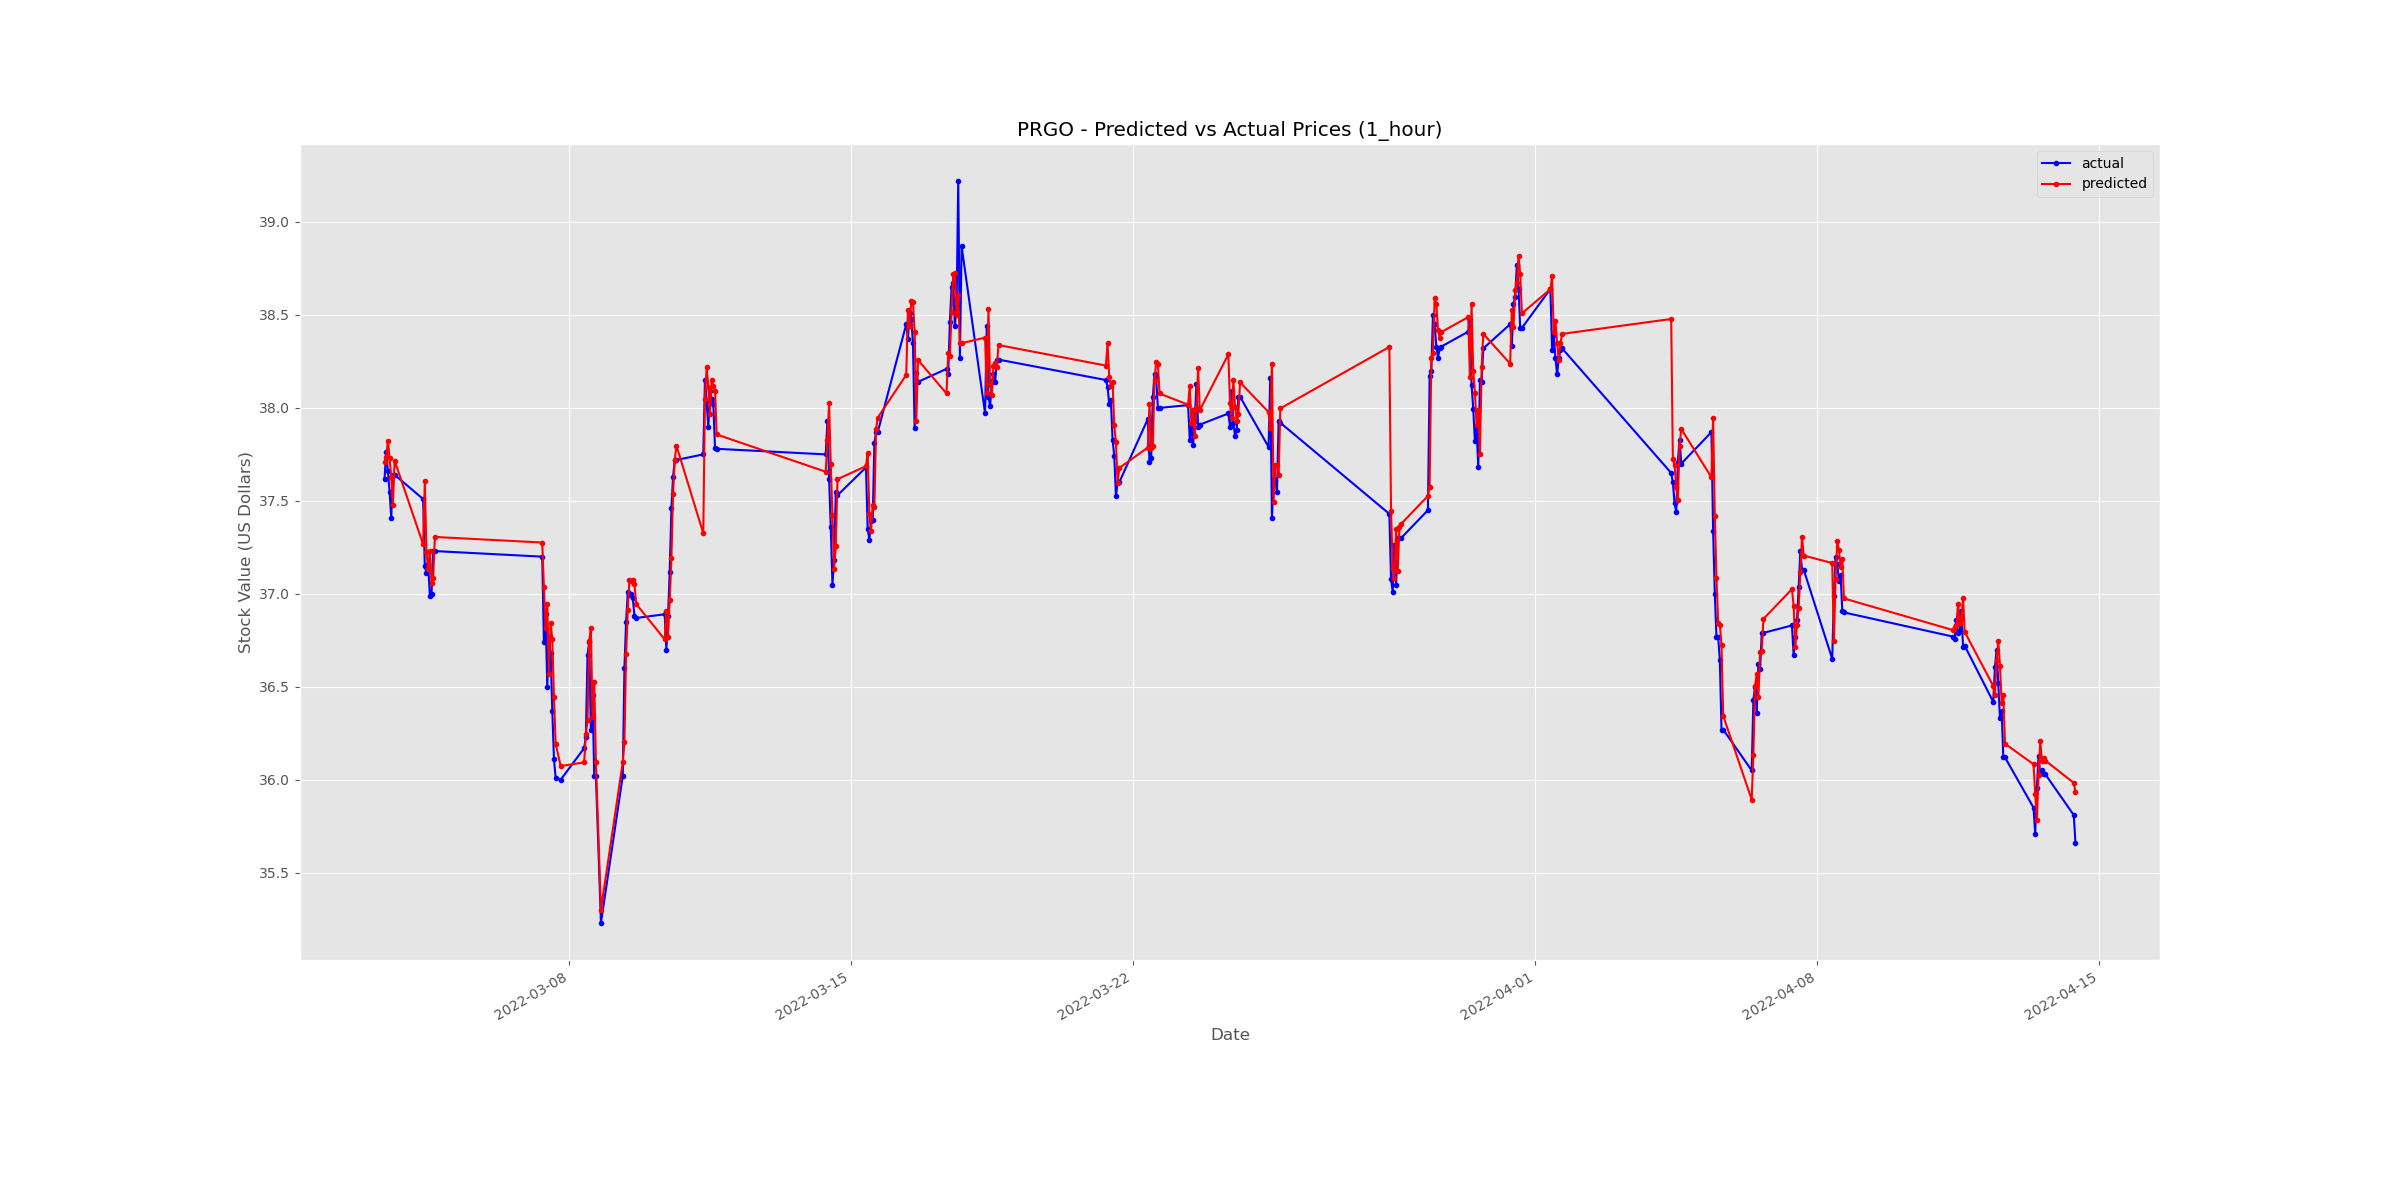 PRGO - Predicted vs Actual Prices (1_hour)
actual
predicted
Stock Value (US Dollars)
39.0
38.5
38.0
37.5
37.0
36.5
36.0
35.5
2022-03-08
2022-03-15
2022-03-22
2022-04-01
2022-04-08
2022-04-15
Date